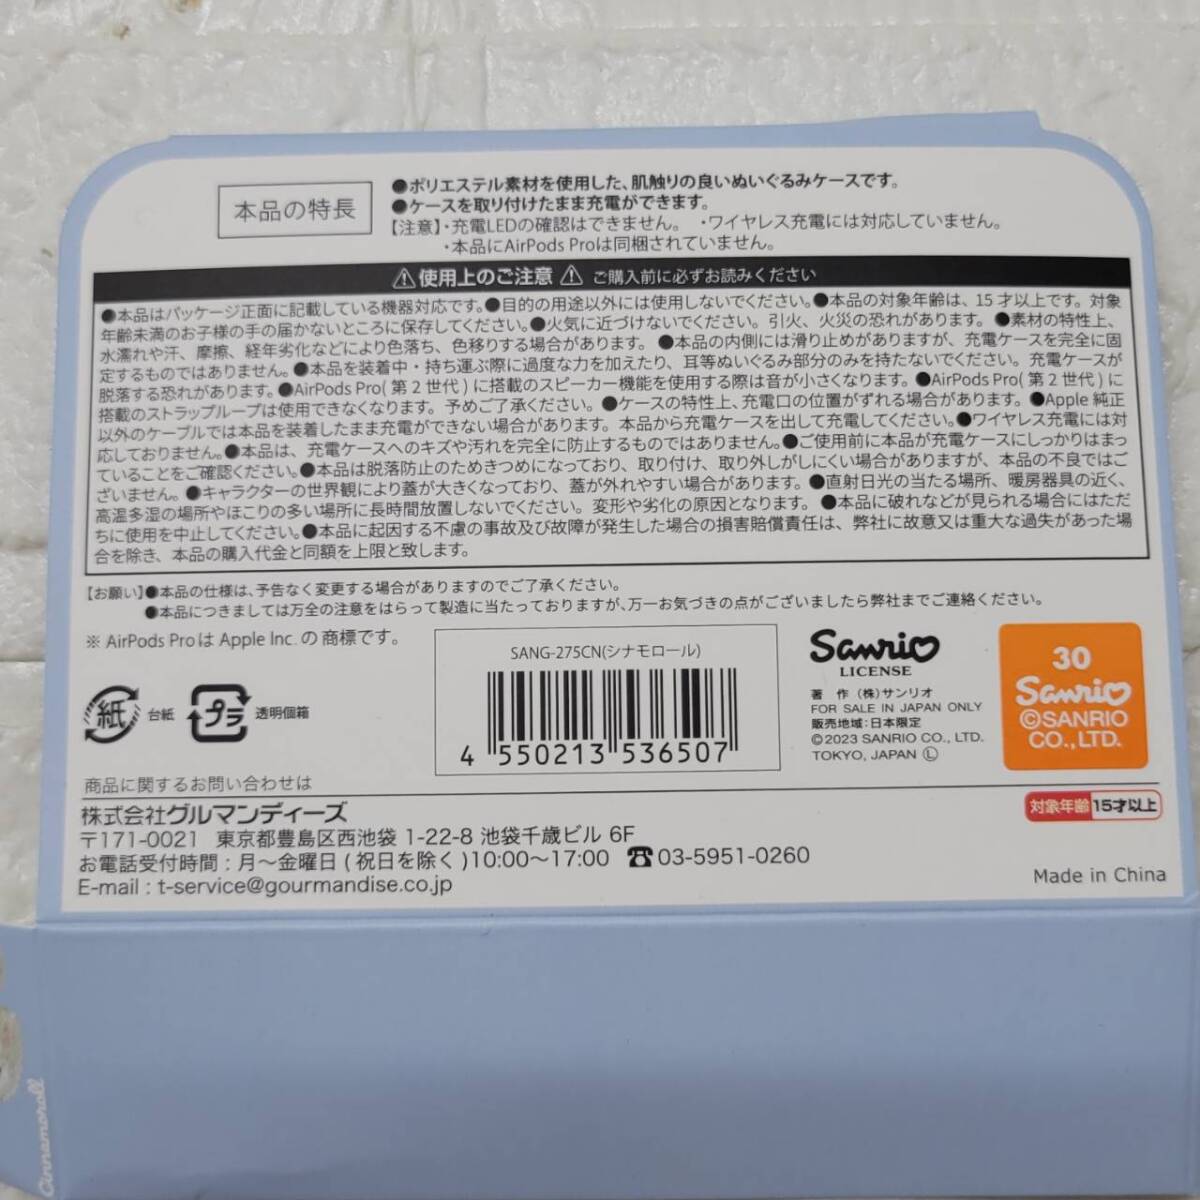 本品の特長
●ポリエステル素材を使用した、肌触りの良いぬいぐるみケースです。
●ケースを取り付けたまま充電ができます。
【注意】・充電LEDの確認はできません。 ・ワイヤレス充電には対応していません。
・本品にAirPods Proは同梱されていません。
⚠使用上のご注意⚠ ご購入前に必ずお読みください
●本品はパッケージ正面に記載している機器対応です。●目的の用途以外には使用しないでください。●本品の対象年齢は、15才以上です。対象
年齢未満のお子様の手の届かないところに保存してください。●火気に近づけないでください。引火、火災の恐れがあります。 ●素材の特性上、
水濡れや汗、摩擦、経年劣化などにより色落ち、色移りする場合があります。 ●本品の内側には滑り止めがありますが、充電ケースを完全に固
定するものではありません。●本品を装着中・持ち運ぶ際に過度な力を加えたり、耳等ぬいぐるみ部分のみを持たないでください。充電ケースが
脱落する恐れがあります。●AirPods Pro(第2世代)に搭載のスピーカー機能を使用する際は音が小さくなります。●AirPods Pro(第2世代)に
搭載のストラップループは使用できなくなります。予めご了承ください。●ケースの特性上、充電口の位置がずれる場合があります。●Apple 純正
以外のケーブルでは本品を装着したまま充電ができない場合があります。本品から充電ケースを出して充電してください。●ワイヤレス充電には対
応しておりません。●本品は、充電ケースへのキズや汚れを完全に防止するものではありません。●ご使用前に本品が充電ケースにしっかりはまっ
ていることをご確認ください。●本品は脱落防止のためきつめになっており、取り付け、取り外しがしにくい場合がありますが、本品の不良ではご
ざいません。●キャラクターの世界観により蓋が大きくなっており、蓋が外れやすい場合があります。●直射日光の当たる場所、暖房器具の近く、
高温多湿の場所やほこりの多い場所に長時間放置しないでください。変形や劣化の原因となります。 ●本品に破れなどが見られる場合にはただ
ちに使用を中止してください。●本品に起因する不慮の事故及び故障が発生した場合の損害賠償責任は、弊社に故意又は重大な過失があった場
合を除き、本品の購入代金と同額を上限と致します。
【お願い】●本品の仕様は、予告なく変更する場合がありますのでご了承ください。
●本品につきましては万全の注意をはらって製造に当たっておりますが、万一お気づきの点がございましたら弊社までご連絡ください。
※ AirPods Proは Apple Inc. の商標です。
紙 台紙
プラ 透明個箱
SANG-275CN(シナモロール)
4 550213 536507
Sanrio
LICENSE
著 作 (株)サンリオ
FOR SALE IN JAPAN ONLY
販売地域:日本限定
©2023 SANRIO CO., LTD.
TOKYO, JAPAN Ⓛ
30
Sanrio
©SANRIO
CO.,LTD.
商品に関するお問い合わせは
株式会社グルマンディーズ
〒171-0021 東京都豊島区西池袋 1-22-8 池袋千歳ビル 6F
お電話受付時間 : 月〜金曜日(祝日を除く)10:00〜17:00 ☎03-5951-0260
E-mail : t-service@gourmandise.co.jp
対象年齢 15才以上
Made in China
Cinnamoroll